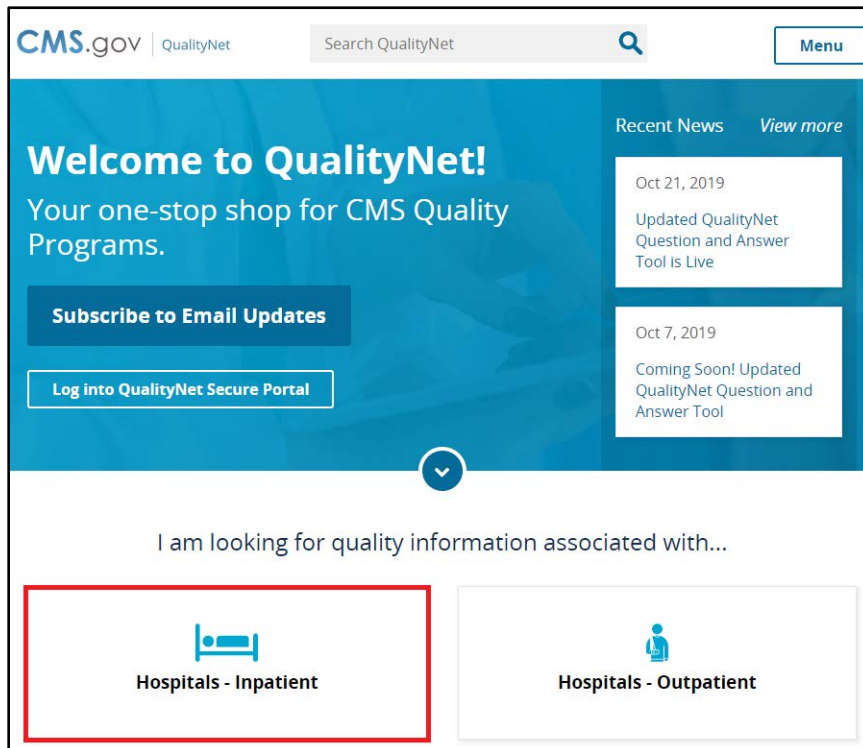 CMS.gov QualityNet
Search QualityNet
Menu
Welcome to QualityNet!
Your one-stop shop for CMS Quality
Programs.
Subscribe to Email Updates
Log into QualityNet Secure Portal
Recent News View more
Oct 21, 2019
Updated QualityNet
Question and Answer
Tool is Live
Oct 7, 2019
Coming Soon! Updated
QualityNet Question and
Answer Tool
I am looking for quality information associated with...
Hospitals - Inpatient
Hospitals - Outpatient